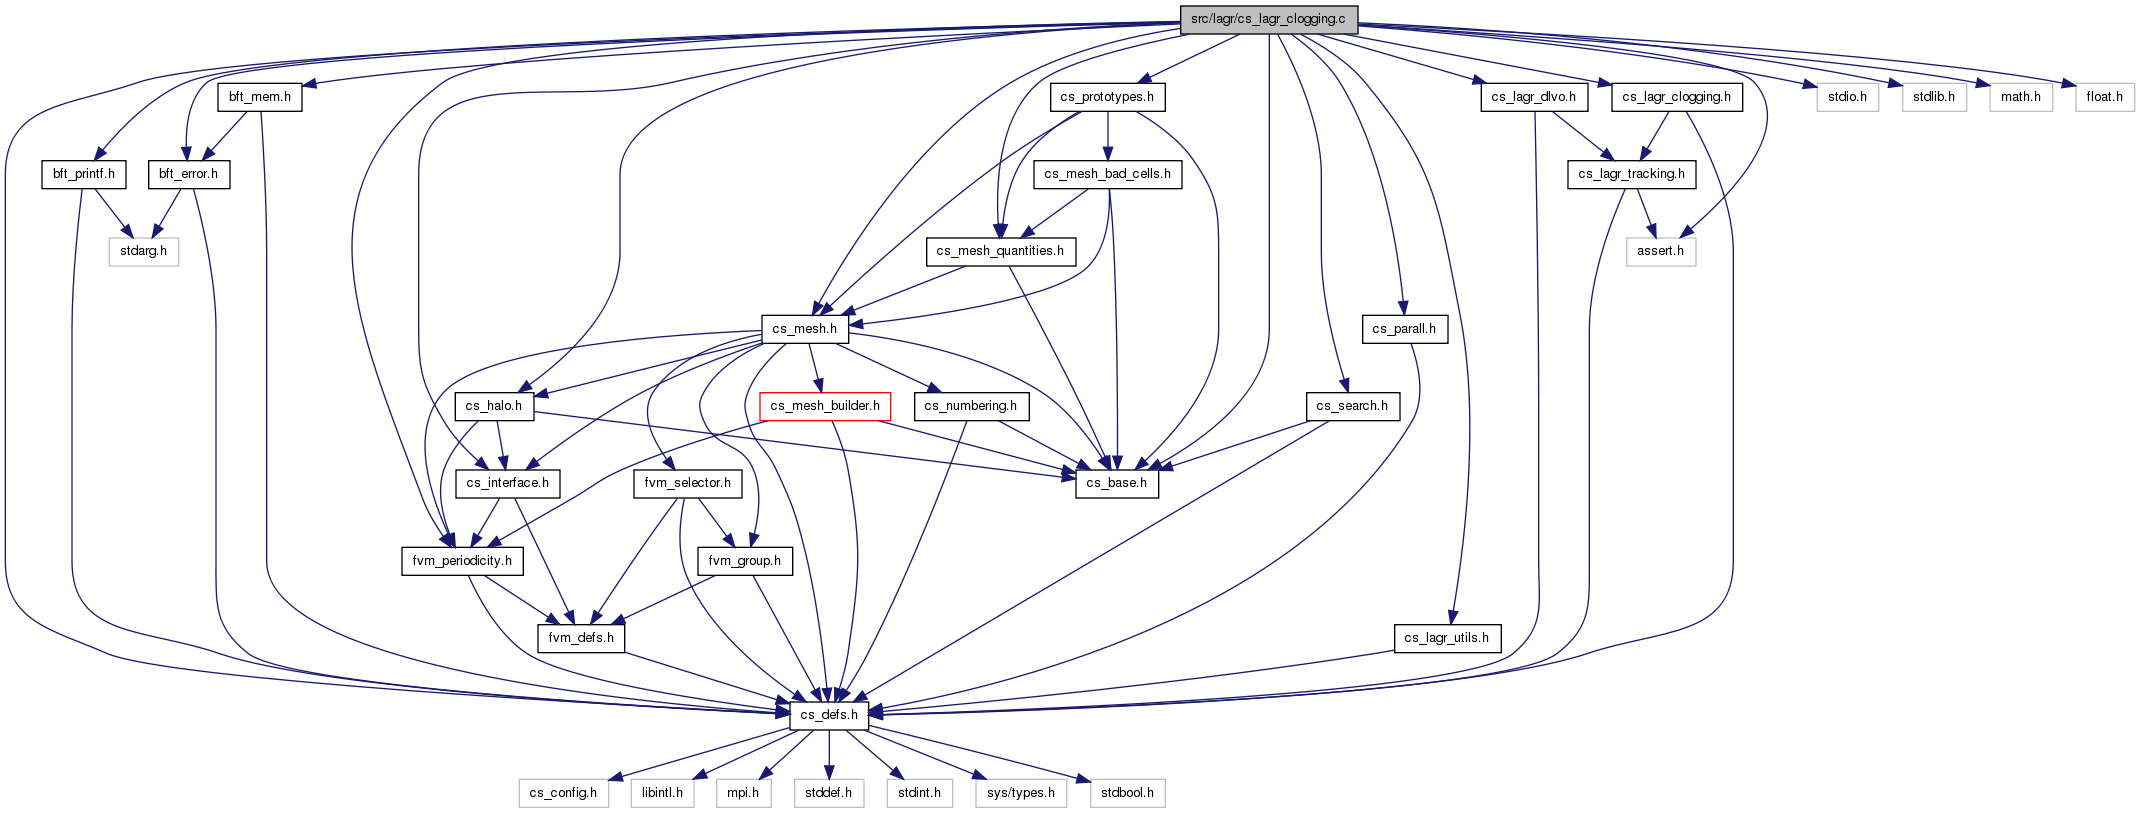 src/lagr/cs_lagr_clogging.c
bft_mem.h
cs_prototypes.h
cs_lagr_dlvo.h
cs_lagr_clogging.h
stdio.h
stdlib.h
math.h
float.h
bft_printf.h
bft_error.h
cs_mesh_bad_cells.h
cs_lagr_tracking.h
stdarg.h
cs_mesh_quantities.h
assert.h
cs_mesh.h
cs_parall.h
cs_halo.h
cs_mesh_builder.h
cs_numbering.h
cs_search.h
cs_interface.h
fvm_selector.h
cs_base.h
fvm_periodicity.h
fvm_group.h
fvm_defs.h
cs_lagr_utils.h
cs_defs.h
cs_config.h
libintl.h
mpi.h
stddef.h
stdint.h
sys/types.h
stdbool.h